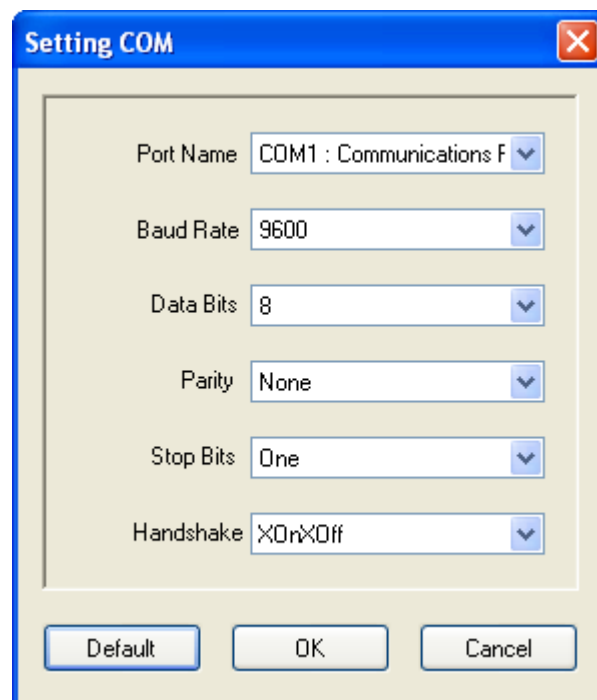 Setting COM
Port Name COM1 : Communications F
Baud Rate 9600
Data Bits 8
Parity None
Stop Bits One
Handshake XOnXOff
Default OK Cancel